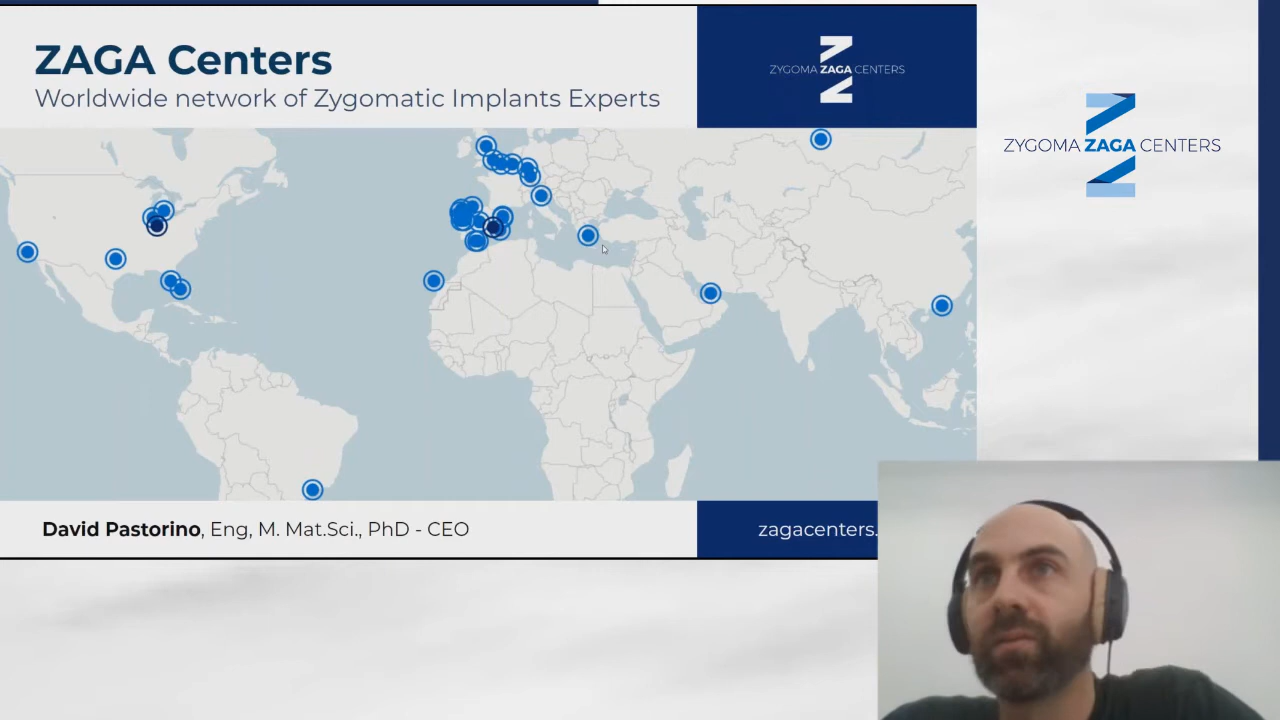 ZAGA Centers
Worldwide network of Zygomatic Implants Experts
ZYGOMA ZAGA CENTERS
ZYGOMA ZAGA CENTERS
David Pastorino, Eng, M. Mat.Sci., PhD - CEO
zagacenters.